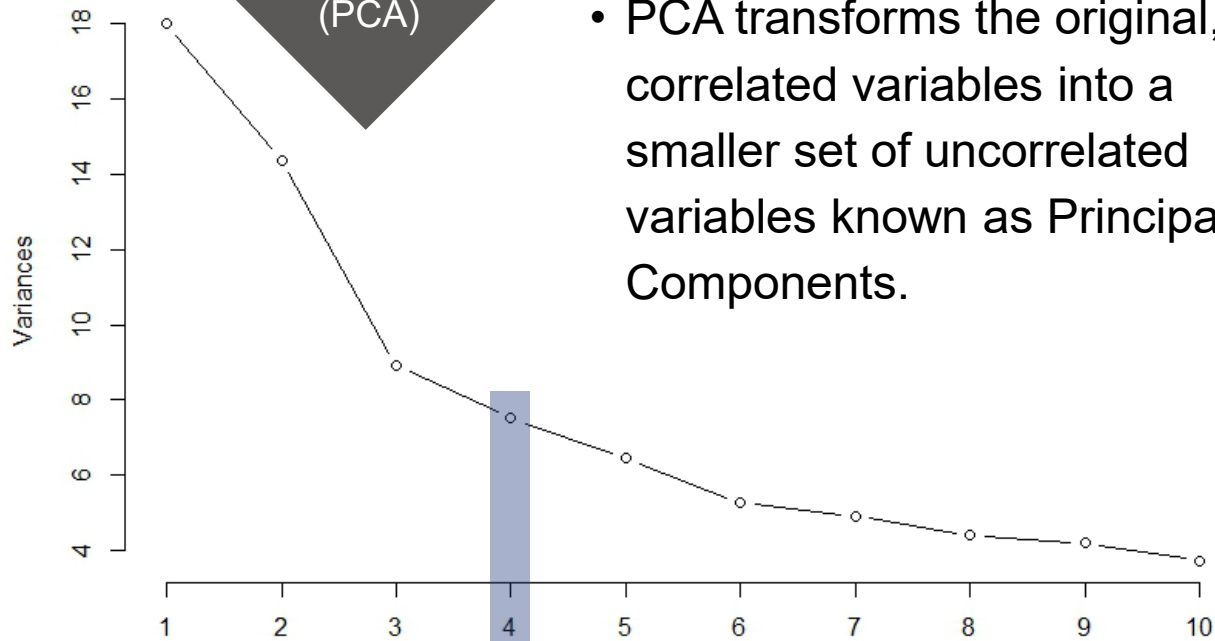 (PCA)
• PCA transforms the original,
correlated variables into a
smaller set of uncorrelated
variables known as Principa
Components.
Variances
18
16
14
12
10
8
6
4
1 2 3 4 5 6 7 8 9 10